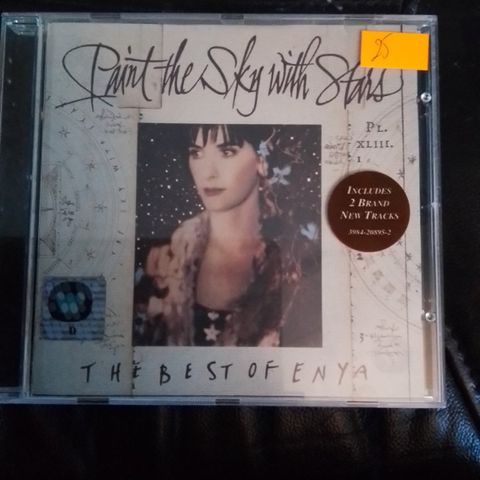 Paint the Sky with Stars
25
PL.
XLIII.
1
INCLUDES
2 BRAND
NEW TRACKS
3984-20895-2
THE BEST OF ENYA